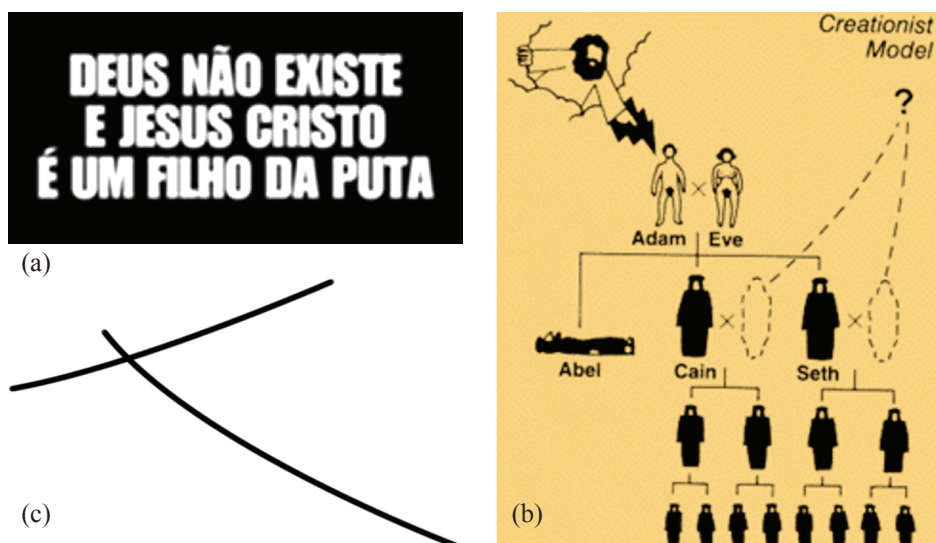 DEUS NÃO EXISTE
E JESUS CRISTO
É UM FILHO DA PUTA
(a)
Creationist
Model
?
Adam Eve
Abel
Cain
Seth
(b)
(c)